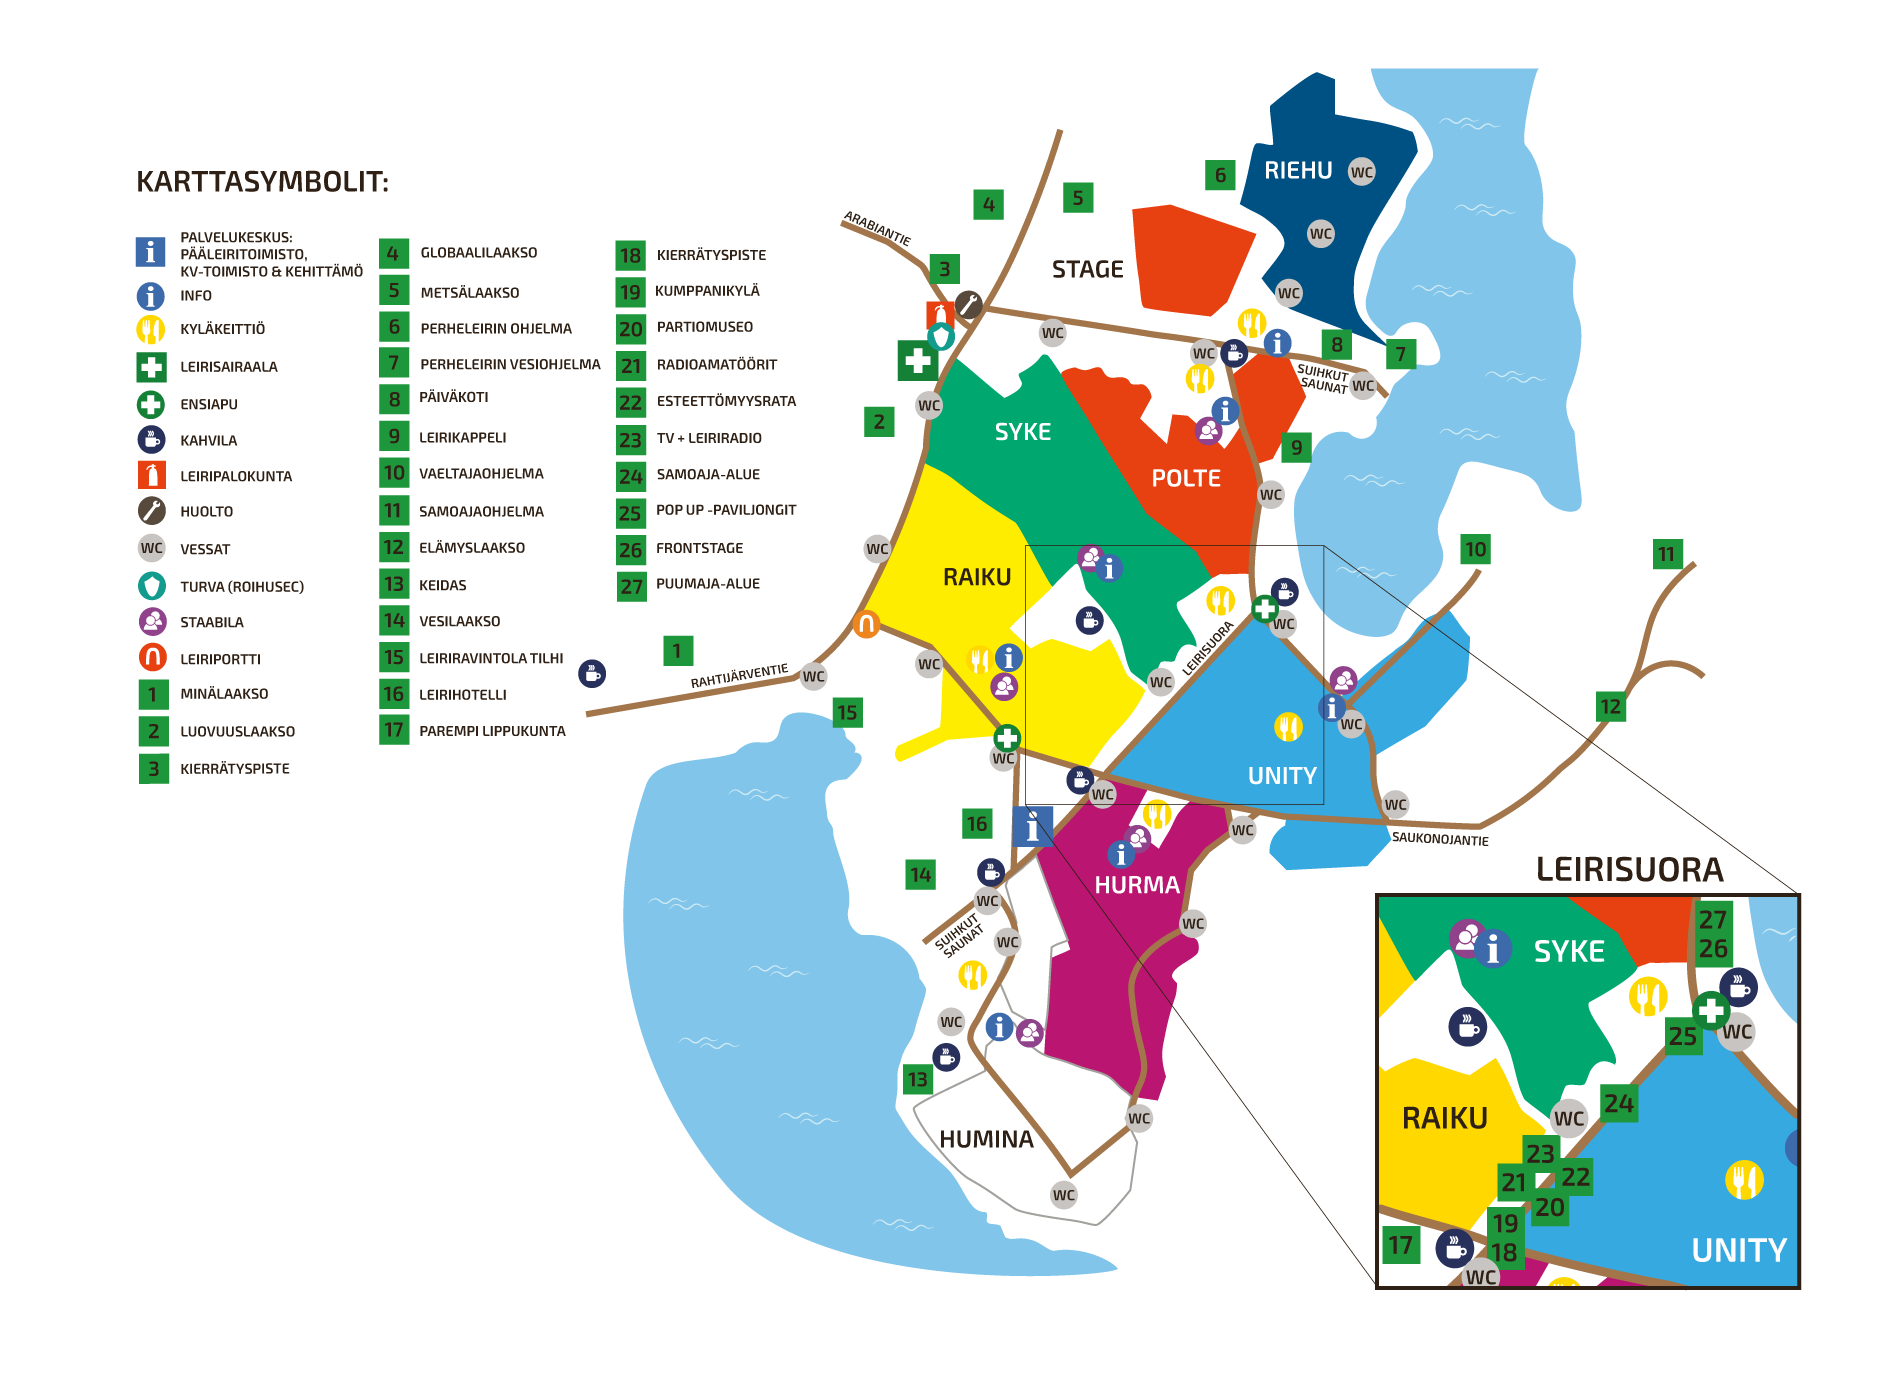 KARTTASYMBOLIT:
i PALVELUKESKUS:
PÄÄLEIRITOIMISTO,
KV-TOIMISTO & KEHITTÄMÖ
i INFO
KYLÄKEITTIÖ
LEIRISAIRAALA
ENSIAPU
KAHVILA
LEIRIPALOKUNTA
HUOLTO
WC VESSAT
TURVA (ROIHUSEC)
STAABILA
LEIRIPORTTI
1 MINÄLAAKSO
2 LUOVUUSLAAKSO
3 KIERRÄTYSPISTE
4 GLOBAALILAAKSO
5 METSÄLAAKSO
6 PERHELEIRIN OHJELMA
7 PERHELEIRIN VESIOHJELMA
8 PÄIVÄKOTI
9 LEIRIKAPPELI
10 VAELTAJAOHJELMA
11 SAMOAJAOHJELMA
12 ELÄMYSLAAKSO
13 KEIDAS
14 VESILAAKSO
15 LEIRIRAVINTOLA TILHI
16 LEIRIHOTELLI
17 PAREMPI LIPPUKUNTA
18 KIERRÄTYSPISTE
19 KUMPPANIKYLÄ
20 PARTIOMUSEO
21 RADIOAMATÖÖRIT
22 ESTEETTÖMYYSRATA
23 TV + LEIRIRADIO
24 SAMOAJA-ALUE
25 POP UP -PAVILJONGIT
26 FRONTSTAGE
27 PUUMAJA-ALUE
6
RIEHU
WC
4
5
ARABIANTIE
WC
3
STAGE
WC
WC
WC
i
8
7
SUIHKUT
SAUNAT
WC
WC
2
i
SYKE
9
POLTE
WC
WC
i
RAIKU
10
11
WC
LEIRISUORA
1
RAHTIJÄRVENTIE
WC
WC
i
WC
15
i
WC
12
WC
UNITY
WC
WC
16
i
WC
SAUKONOJANTIE
i
14
HURMA
WC
SUIHKUT
SAUNAT
WC
WC
WC
i
13
WC
HUMINA
WC
LEIRISUORA
27
26
i
SYKE
25
WC
24
RAIKU
WC
23
21
22
20
19
17
18
UNITY
WC